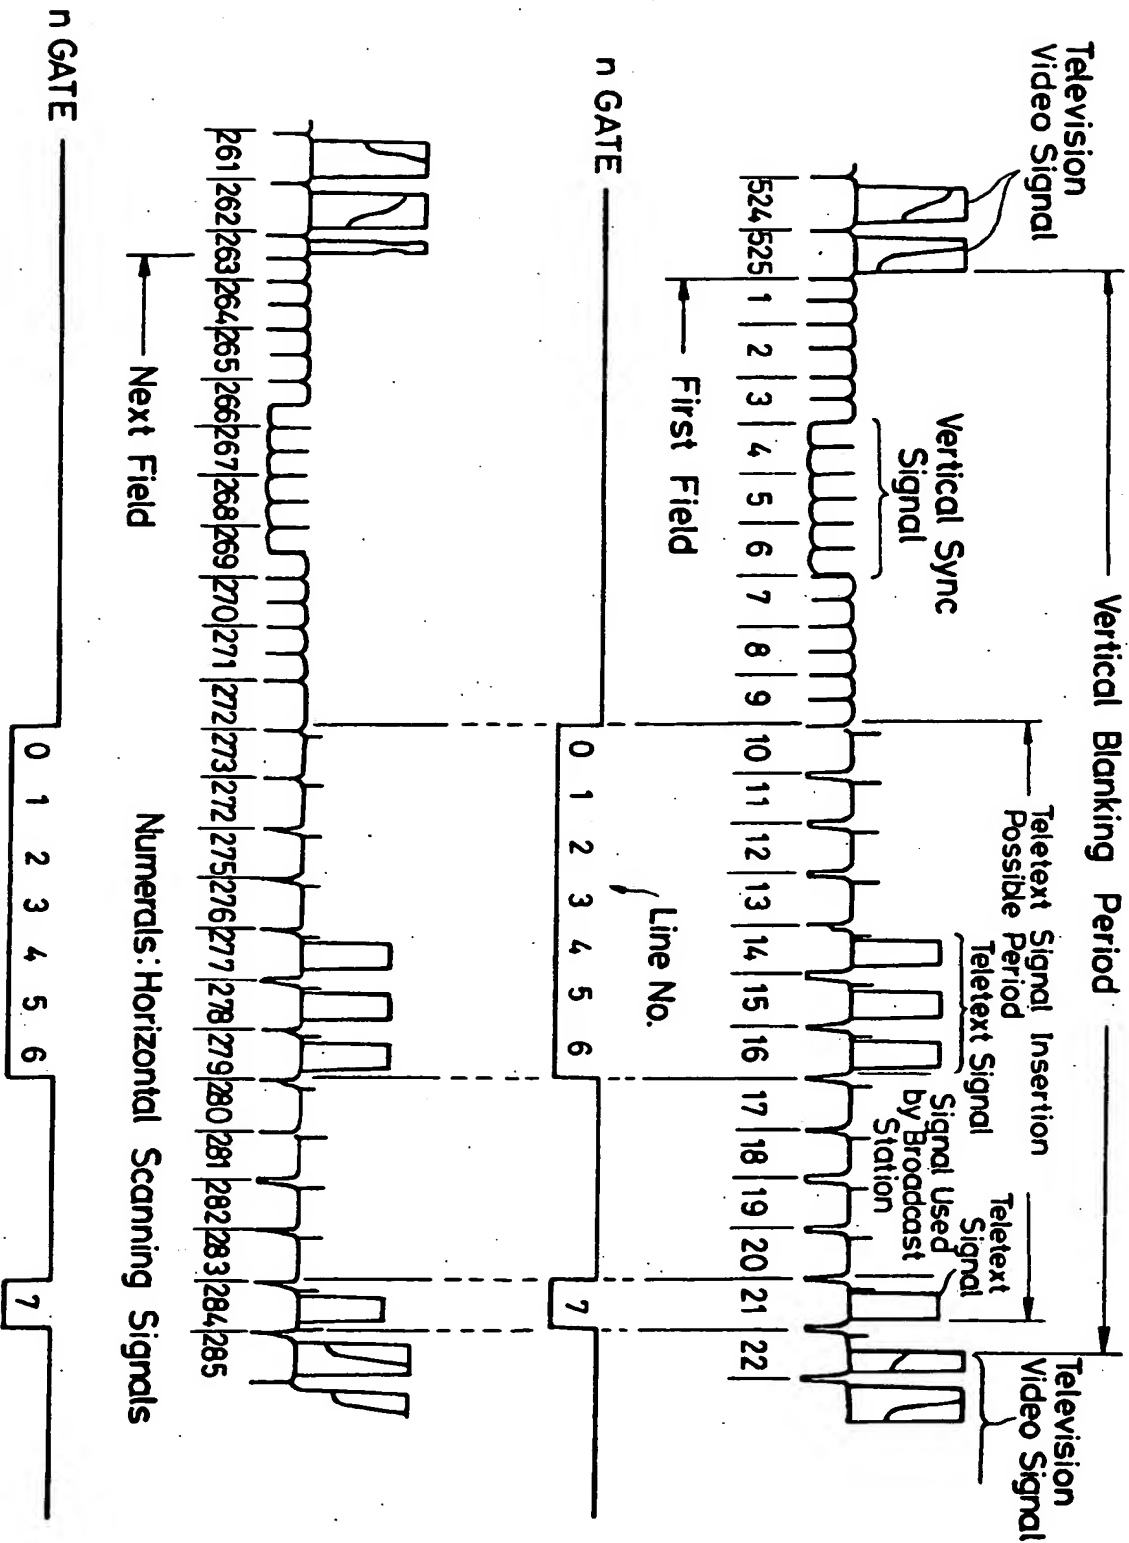 Television
Video Signal
Vertical Blanking Period
Teletext Signal Insertion
Possible Period
Vertical Sync
Signal
Teletext Signal
Signal Used
by Broadcast
Station
Teletext
Signal
Television
Video Signal
524 525 1 2 3 4 5 6 7 8 9 10 11 12 13 14 15 16 17 18 19 20 21 22
First Field
Line No.
n GATE
0 1 2 3 4 5 6 7
261 262 263 264 265 266 267 268 269 270 271 272 273 272 275 276 277 278 279 280 281 282 283 284 285
Next Field
Numerals: Horizontal Scanning Signals
n GATE
0 1 2 3 4 5 6 7